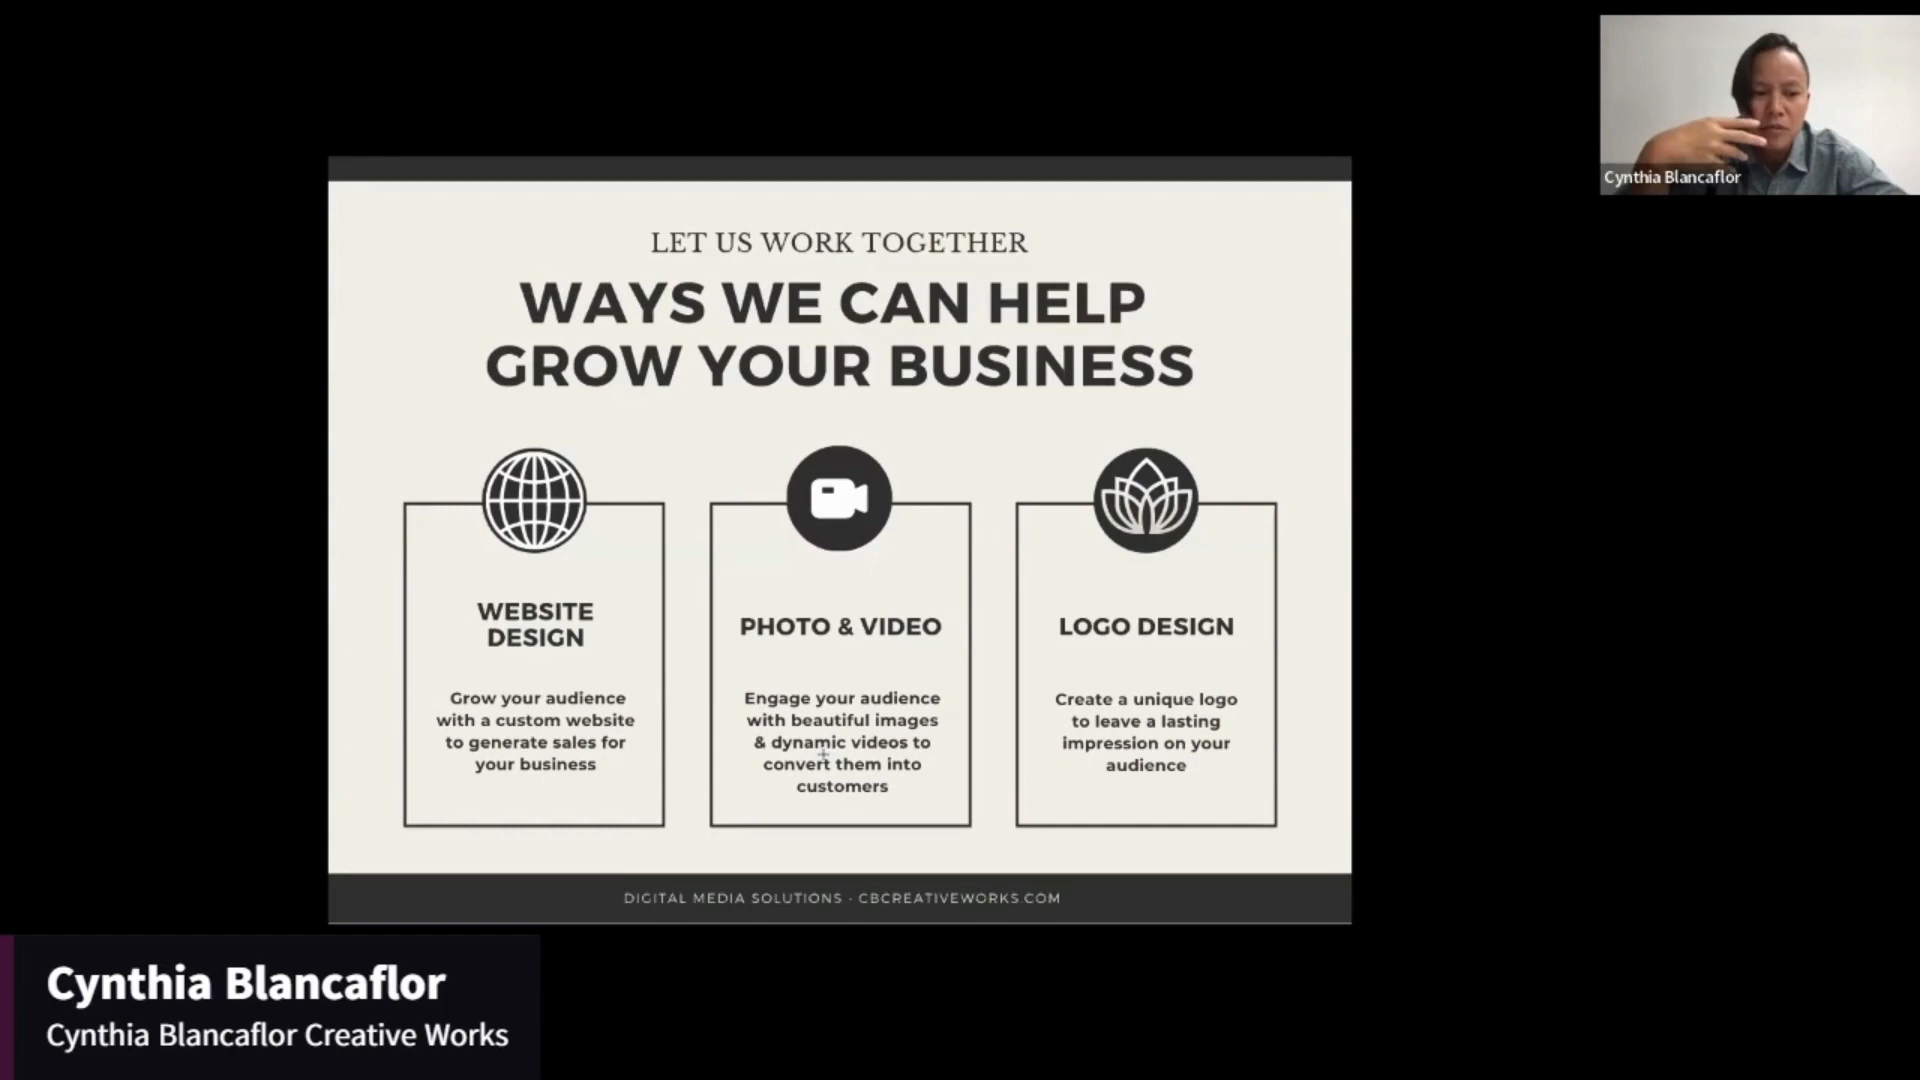 Cynthia Blancaflor
LET US WORK TOGETHER
WAYS WE CAN HELP
GROW YOUR BUSINESS
WEBSITE
DESIGN
Grow your audience
with a custom website
to generate sales for
your business
PHOTO & VIDEO
Engage your audience
with beautiful images
& dynamic videos to
convert them into
customers
LOGO DESIGN
Create a unique logo
to leave a lasting
impression on your
audience
DIGITAL MEDIA SOLUTIONS - CBCREATIVEWORKS.COM
Cynthia Blancaflor
Cynthia Blancaflor Creative Works